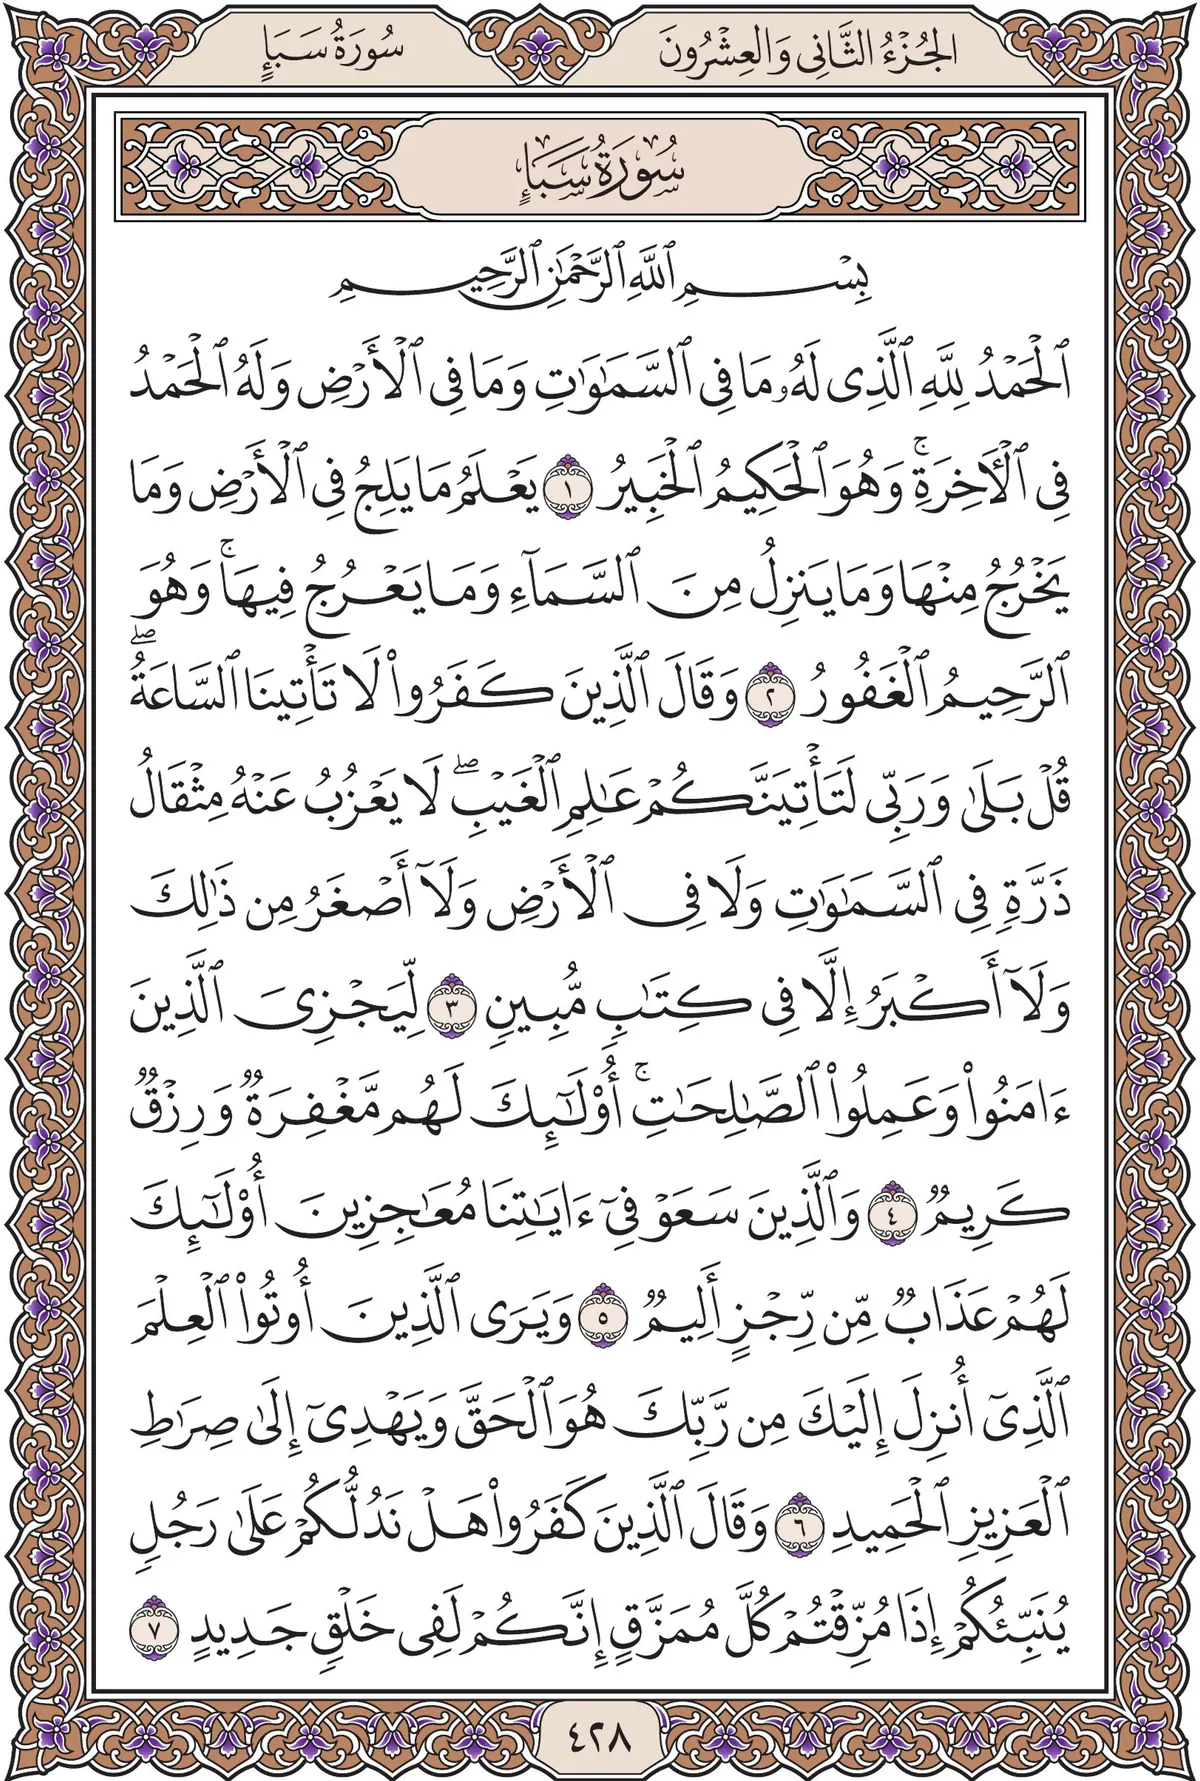 الجُزْءُ الثَّانِي وَالعِشْرُونَ
سُورَةُ سَبَإٍ
سُورَةُ سَبَإٍ
بِسْمِ ٱللَّهِ ٱلرَّحْمَٰنِ ٱلرَّحِيمِ
ٱلْحَمْدُ لِلَّهِ ٱلَّذِى لَهُۥ مَا فِى ٱلسَّمَٰوَٰتِ وَمَا فِى ٱلْأَرْضِ وَلَهُ ٱلْحَمْدُ
فِى ٱلْءَاخِرَةِ ۚ وَهُوَ ٱلْحَكِيمُ ٱلْخَبِيرُ ١ يَعْلَمُ مَا يَلِجُ فِى ٱلْأَرْضِ وَمَا
يَخْرُجُ مِنْهَا وَمَا يَنزِلُ مِنَ ٱلسَّمَآءِ وَمَا يَعْرُجُ فِيهَا ۚ وَهُوَ
ٱلرَّحِيمُ ٱلْغَفُورُ ٢ وَقَالَ ٱلَّذِينَ كَفَرُوا۟ لَا تَأْتِينَا ٱلسَّاعَةُ ۖ
قُلْ بَلَىٰ وَرَبِّى لَتَأْتِيَنَّكُمْ عَٰلِمِ ٱلْغَيْبِ ۖ لَا يَعْزُبُ عَنْهُ مِثْقَالُ
ذَرَّةٍ فِى ٱلسَّمَٰوَٰتِ وَلَا فِى ٱلْأَرْضِ وَلَآ أَصْغَرُ مِن ذَٰلِكَ
وَلَآ أَكْبَرُ إِلَّا فِى كِتَٰبٍ مُّبِينٍ ٣ لِّيَجْزِىَ ٱلَّذِينَ
ءَامَنُوا۟ وَعَمِلُوا۟ ٱلصَّٰلِحَٰتِ ۚ أُو۟لَٰٓئِكَ لَهُم مَّغْفِرَةٌ وَرِزْقٌ
كَرِيمٌ ٤ وَٱلَّذِينَ سَعَوْ فِىٓ ءَايَٰتِنَا مُعَٰجِزِينَ أُو۟لَٰٓئِكَ
لَهُمْ عَذَابٌ مِّن رِّجْزٍ أَلِيمٌ ٥ وَيَرَى ٱلَّذِينَ أُوتُوا۟ ٱلْعِلْمَ
ٱلَّذِىٓ أُنزِلَ إِلَيْكَ مِن رَّبِّكَ هُوَ ٱلْحَقَّ وَيَهْدِىٓ إِلَىٰ صِرَٰطِ
ٱلْعَزِيزِ ٱلْحَمِيدِ ٦ وَقَالَ ٱلَّذِينَ كَفَرُوا۟ هَلْ نَدُلُّكُمْ عَلَىٰ رَجُلٍ
يُنَبِّئُكُمْ إِذَا مُزِّقْتُمْ كُلَّ مُمَزَّقٍ إِنَّكُمْ لَفِى خَلْقٍ جَدِيدٍ ٧
٤٢٨